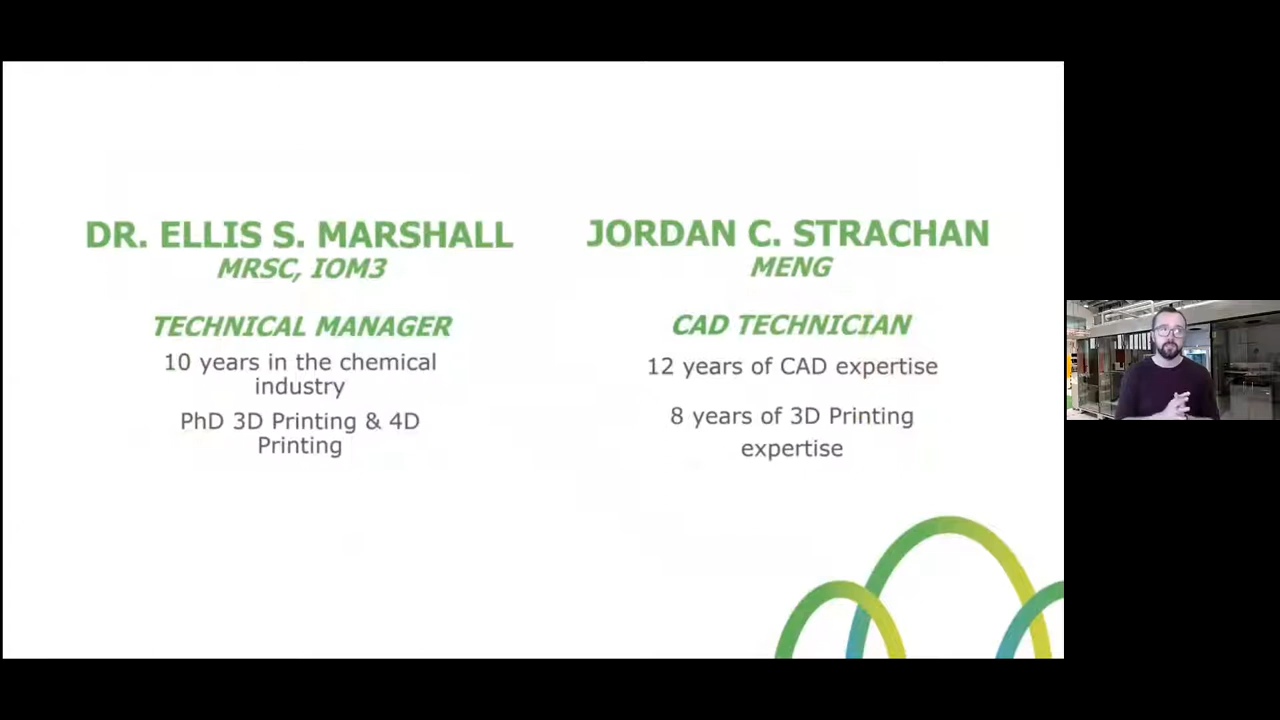 DR. ELLIS S. MARSHALL
MRSC, IOM3
TECHNICAL MANAGER
10 years in the chemical
industry
PhD 3D Printing & 4D
Printing
JORDAN C. STRACHAN
MENG
CAD TECHNICIAN
12 years of CAD expertise
8 years of 3D Printing
expertise